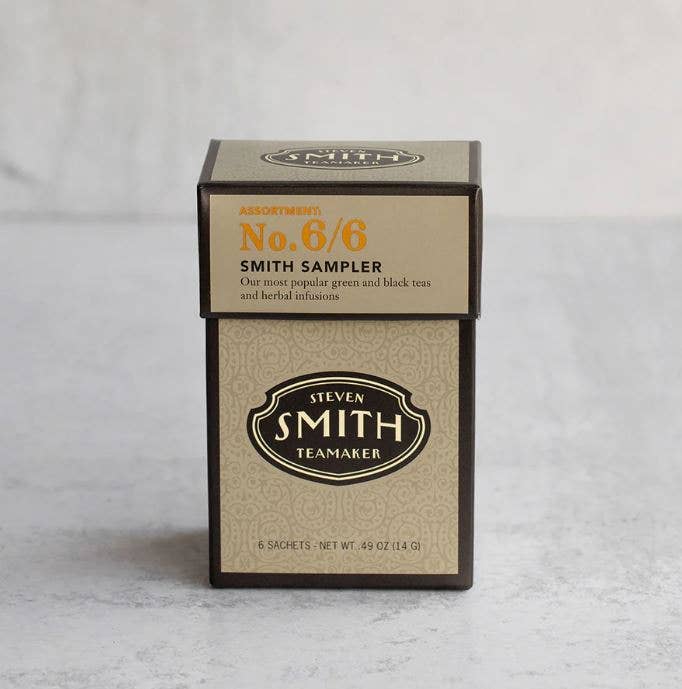 STEVEN
SMITH
TEAMAKER
ASSORTMENT:
No. 6/6
SMITH SAMPLER
Our most popular green and black teas
and herbal infusions
STEVEN
SMITH
TEAMAKER
6 SACHETS - NET WT .49 OZ (14 G)